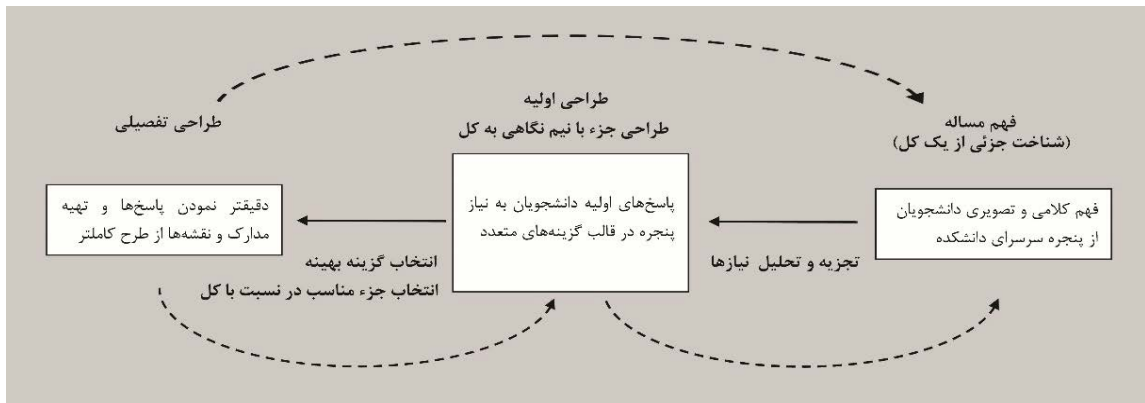 فهم مساله
(شناخت جزئی از یک کل)
فهم کلامی و تصویری دانشجویان
از پنجره سرسرای دانشکده
تجزیه و تحلیل نیازها
طراحی اولیه
طراحی جزء با نیم نگاهی به کل
پاسخ‌های اولیه دانشجویان به نیاز
پنجره در قالب گزینه‌های متعدد
انتخاب گزینه بهینه
انتخاب جزء مناسب در نسبت با کل
طراحی تفصیلی
دقیقتر نمودن پاسخ‌ها و تهیه
مدارک و نقشه‌ها از طرح کاملتر